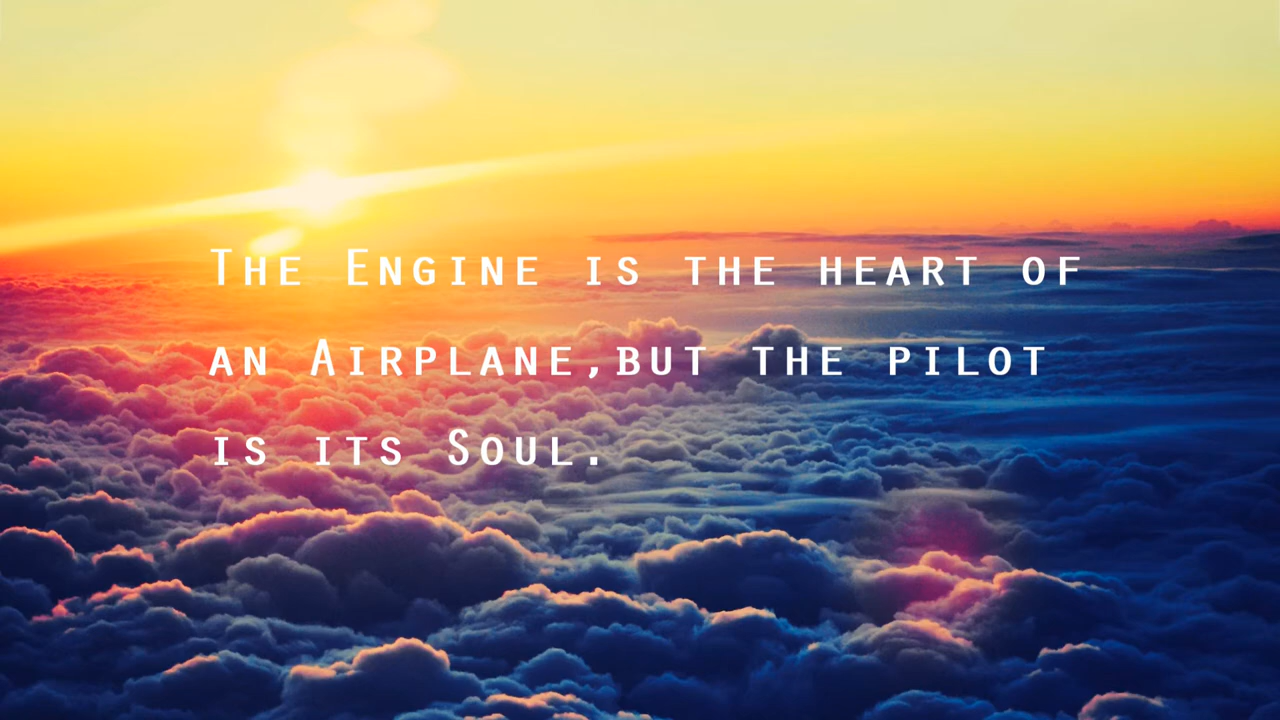 The Engine is the heart of
an Airplane,but the pilot
is its Soul.